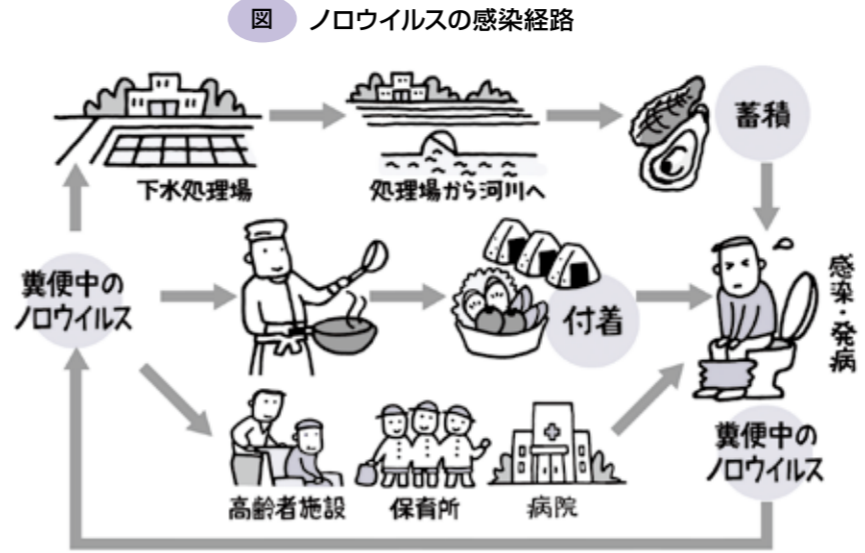 図 ノロウイルスの感染経路
下水処理場
処理場から河川へ
蓄積
糞便中の
ノロウイルス
付着
感染・発病
高齢者施設
保育所
病院
糞便中の
ノロウイルス